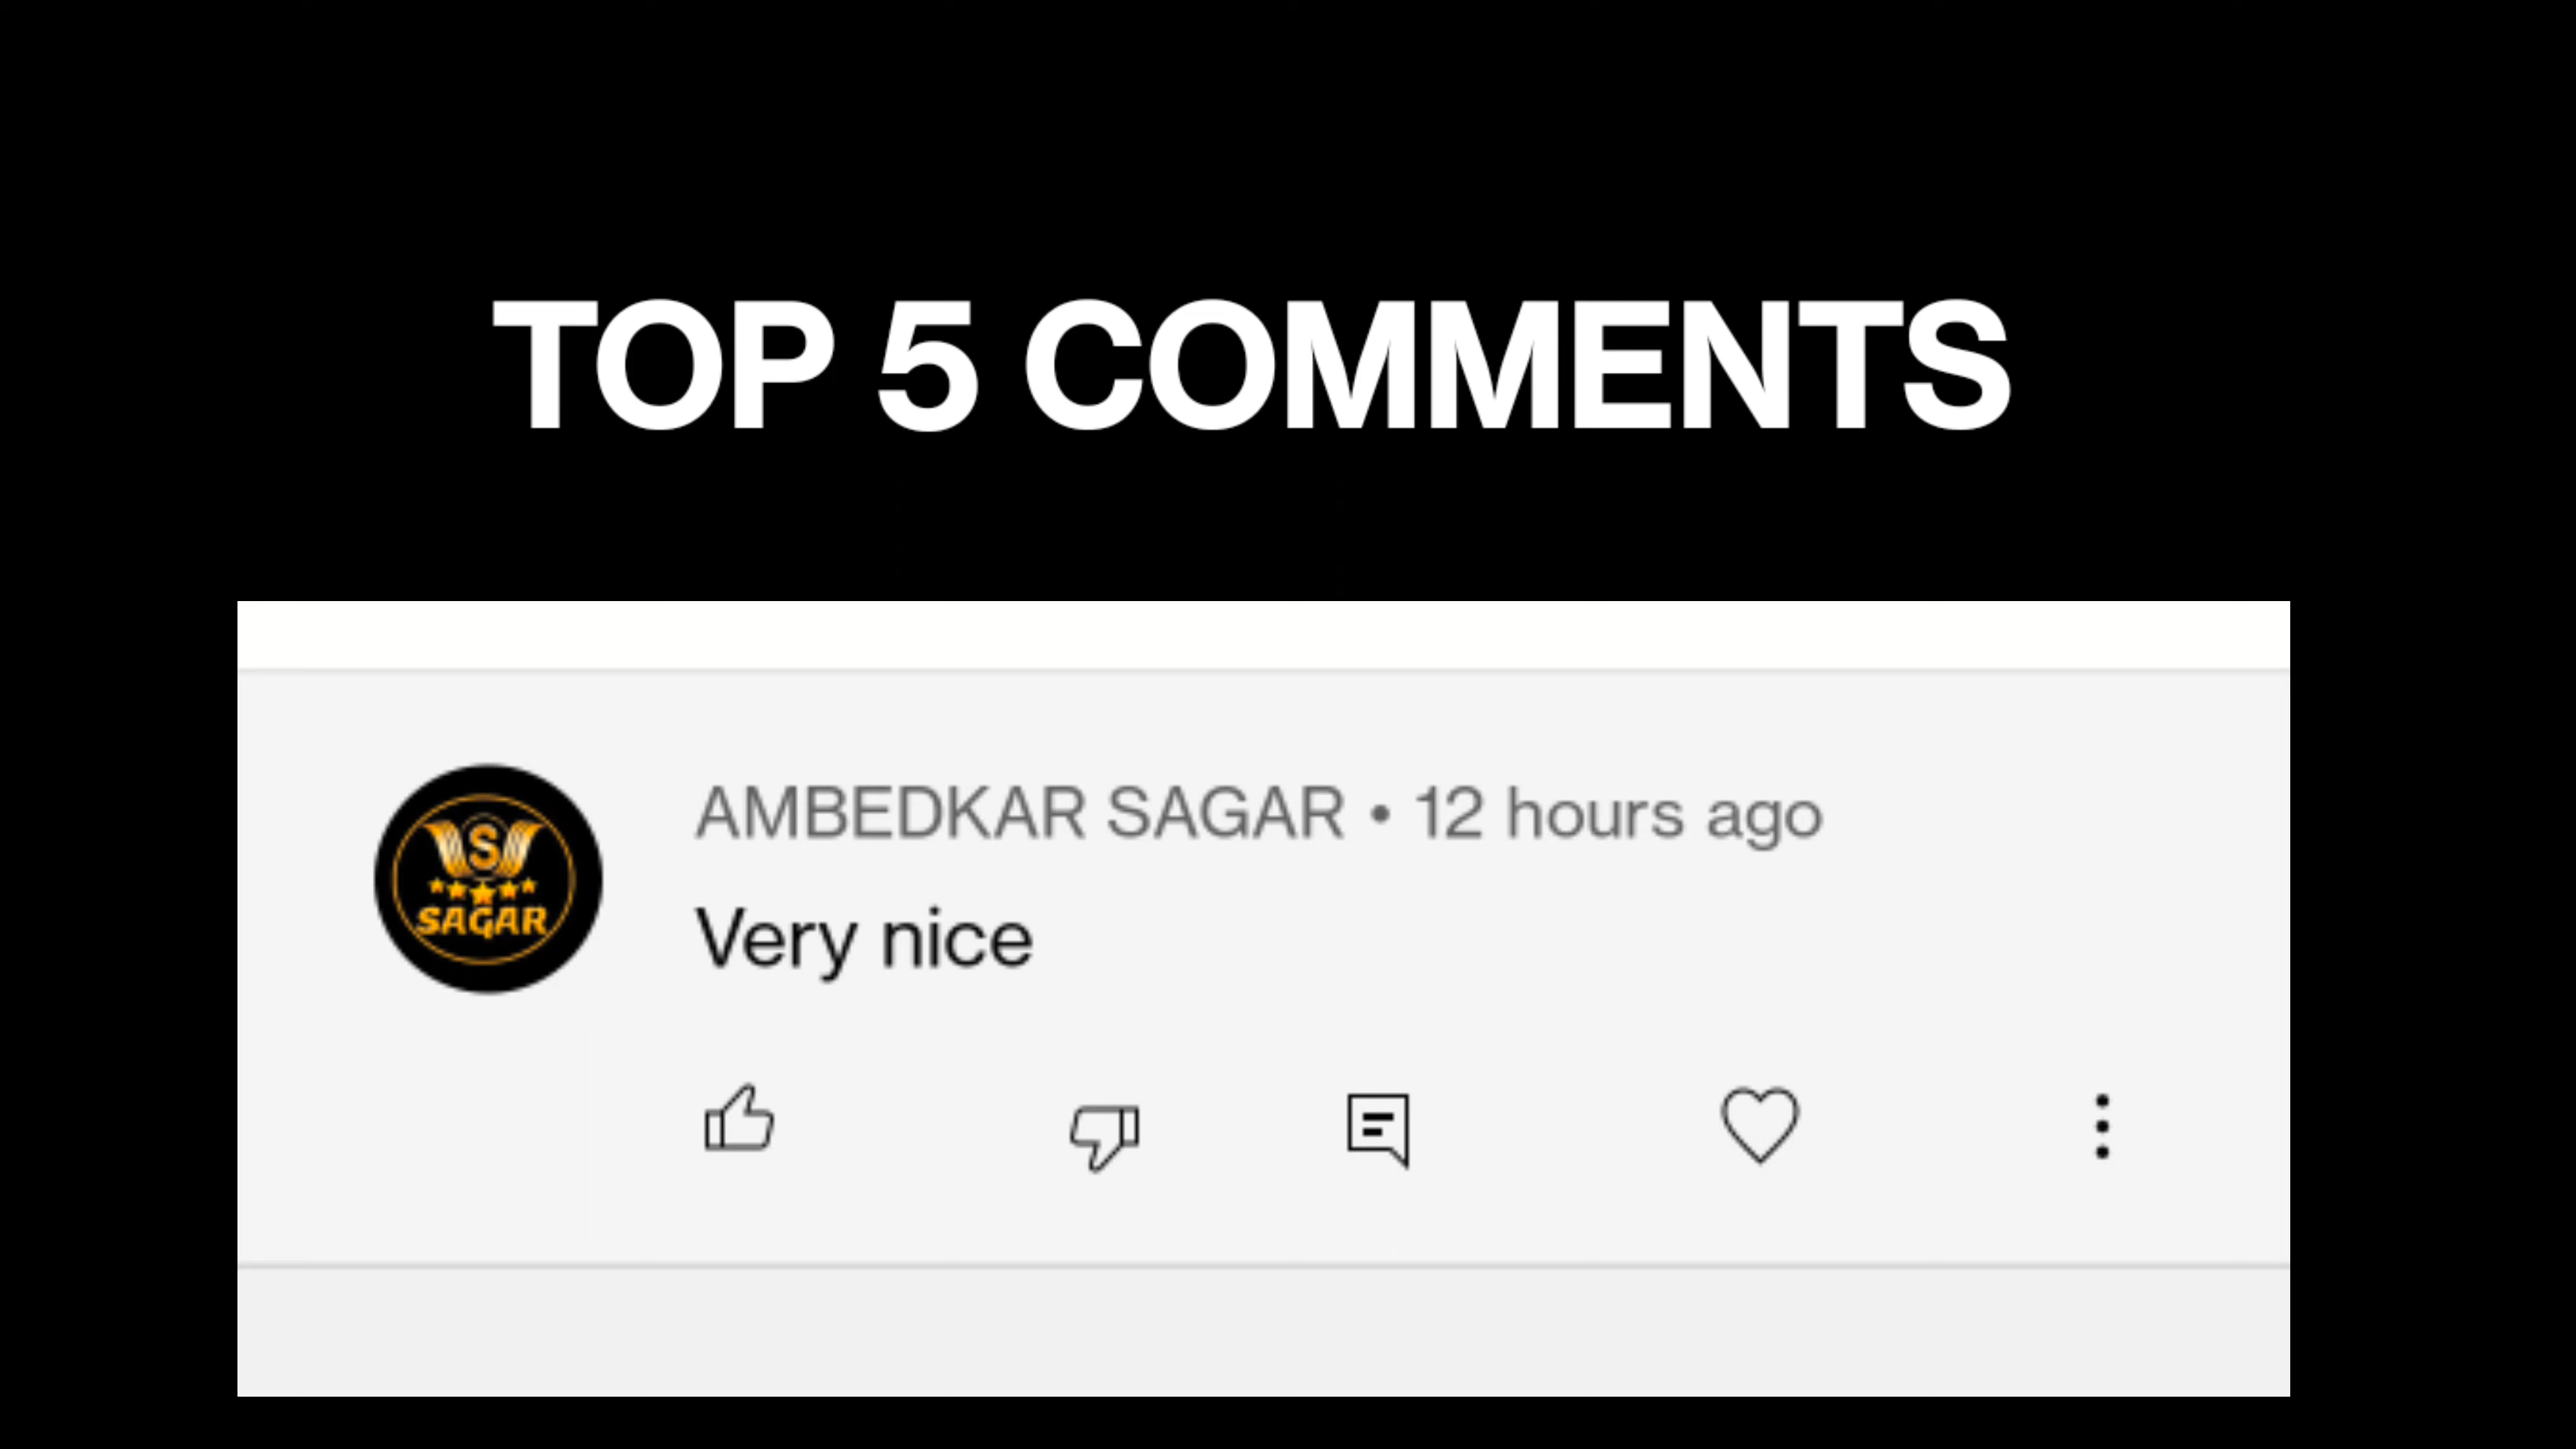 TOP 5 COMMENTS
AMBEDKAR SAGAR • 12 hours ago
S
SAGAR
Very nice